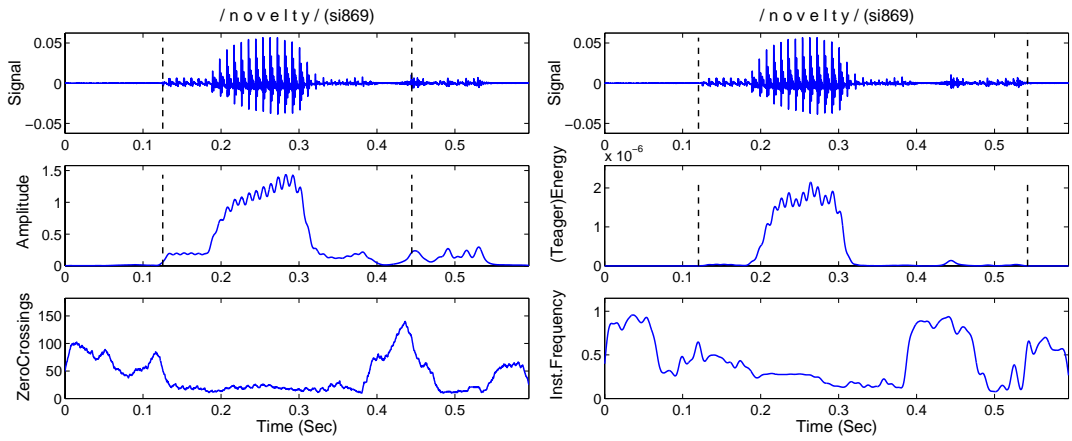 / n o v e l t y / (si869)
0.05
0
−0.05
Signal
0 0.1 0.2 0.3 0.4 0.5
1.5
1
0.5
0
Amplitude
0 0.1 0.2 0.3 0.4 0.5
150
100
50
0
ZeroCrossings
0 0.1 0.2 0.3 0.4 0.5
Time (Sec)
/ n o v e l t y / (si869)
0.05
0
−0.05
Signal
0 0.1 0.2 0.3 0.4 0.5
x 10⁻⁶
2
1
0
(Teager)Energy
0 0.1 0.2 0.3 0.4 0.5
1
0.5
0
Inst.Frequency
0 0.1 0.2 0.3 0.4 0.5
Time (Sec)